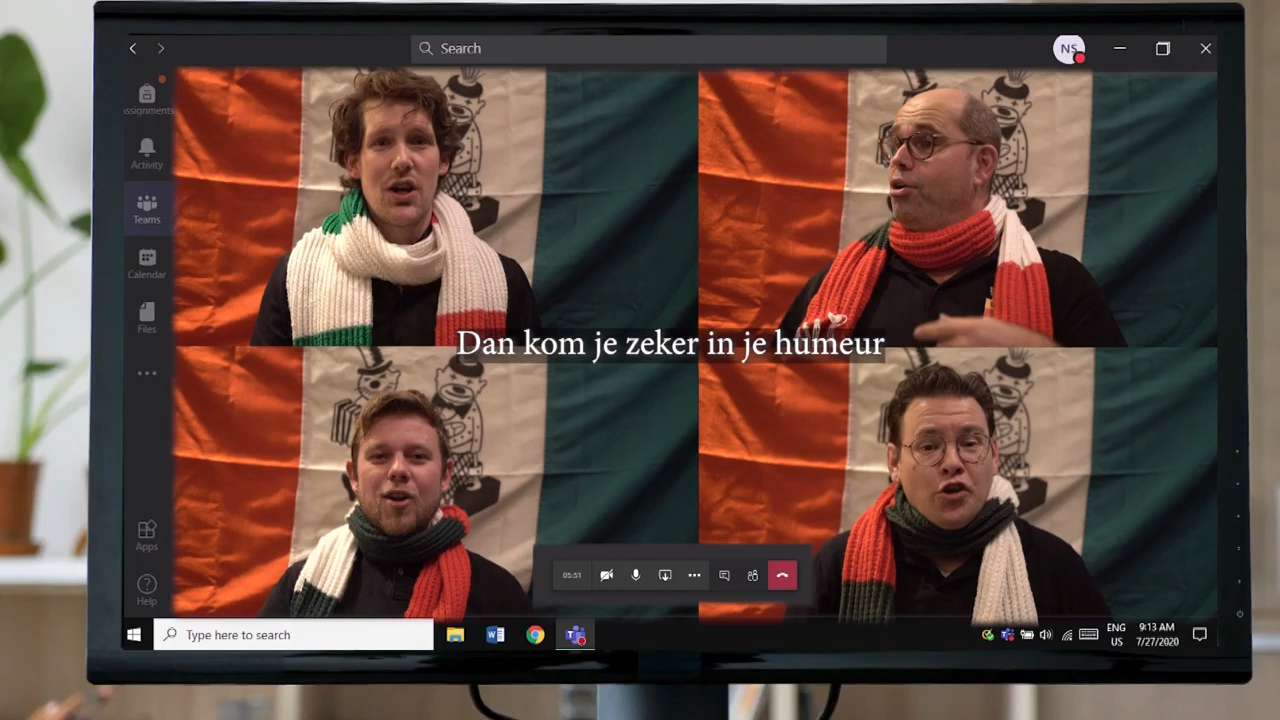 Search
NS
ssignments
Activity
Teams
Calendar
Files
Dan kom je zeker in je humeur
Apps
Help
05:51
Type here to search
ENG
US
9:13 AM
7/27/2020